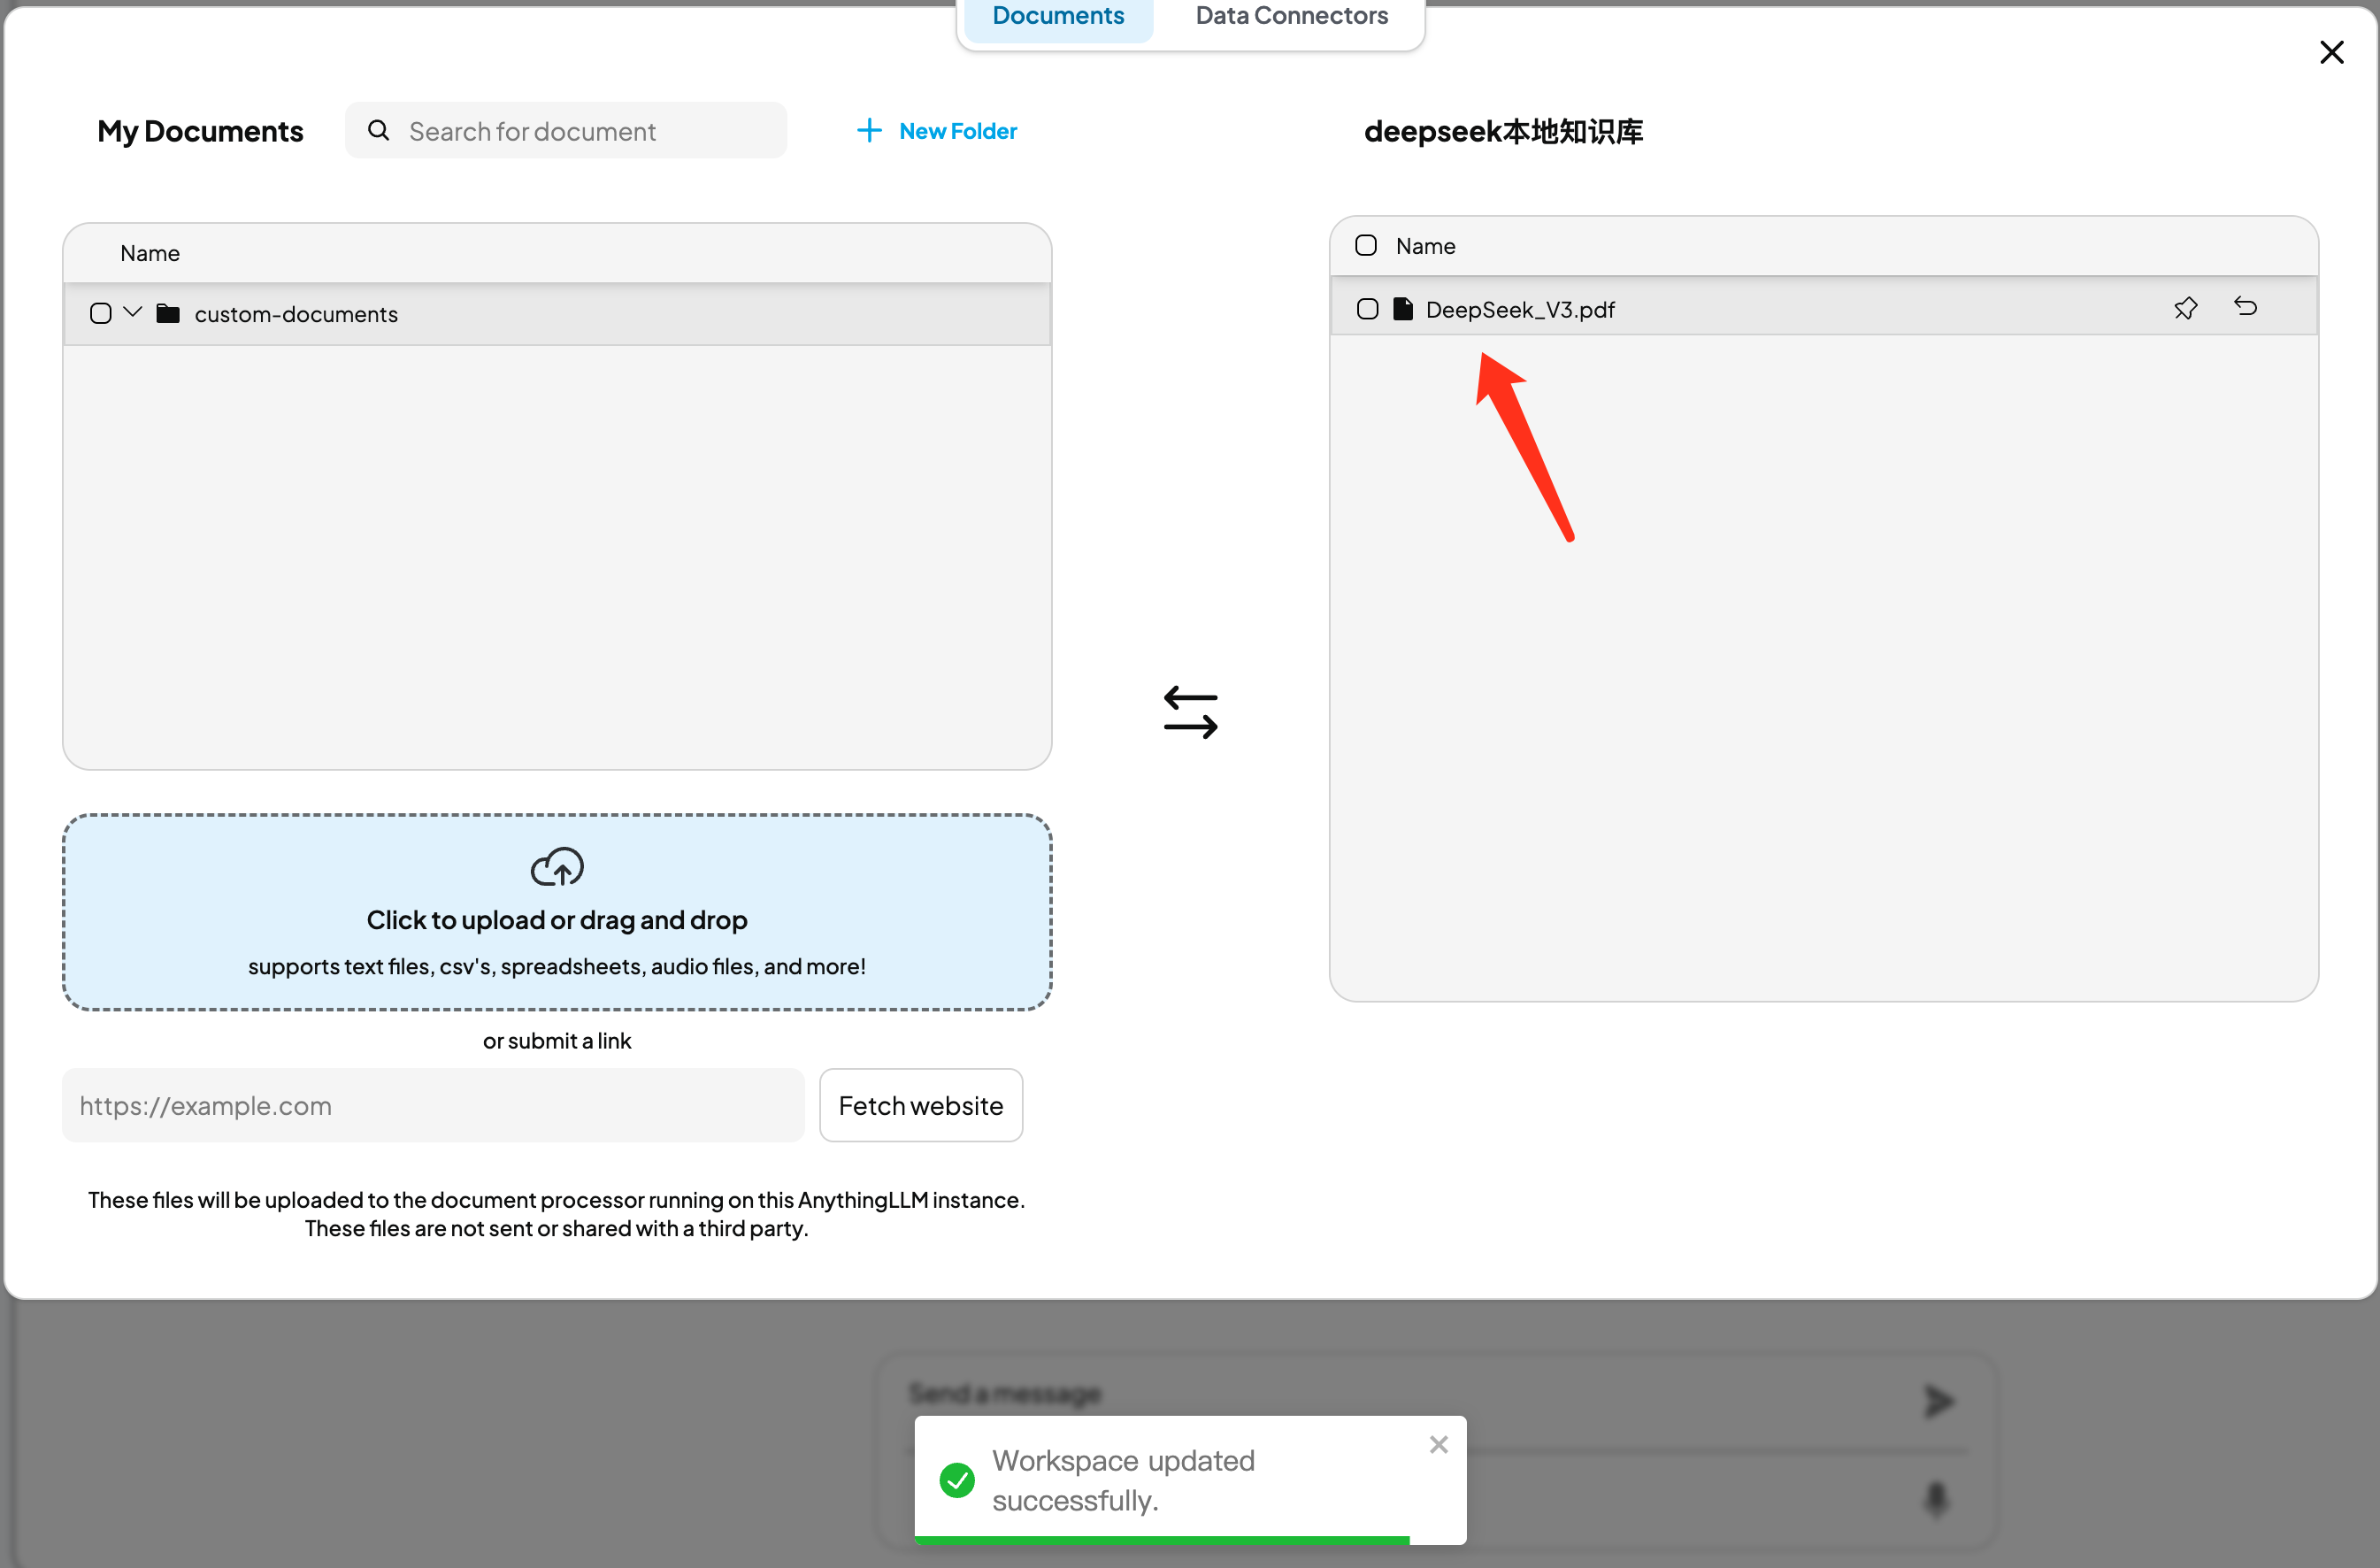 Documents
Data Connectors
My Documents
Search for document
New Folder
deepseek本地知识库
Name
custom-documents
Name
DeepSeek_V3.pdf
Click to upload or drag and drop
supports text files, csv's, spreadsheets, audio files, and more!
or submit a link
https://example.com
Fetch website
These files will be uploaded to the document processor running on this AnythingLLM instance.
These files are not sent or shared with a third party.
Send a message
Workspace updated
successfully.